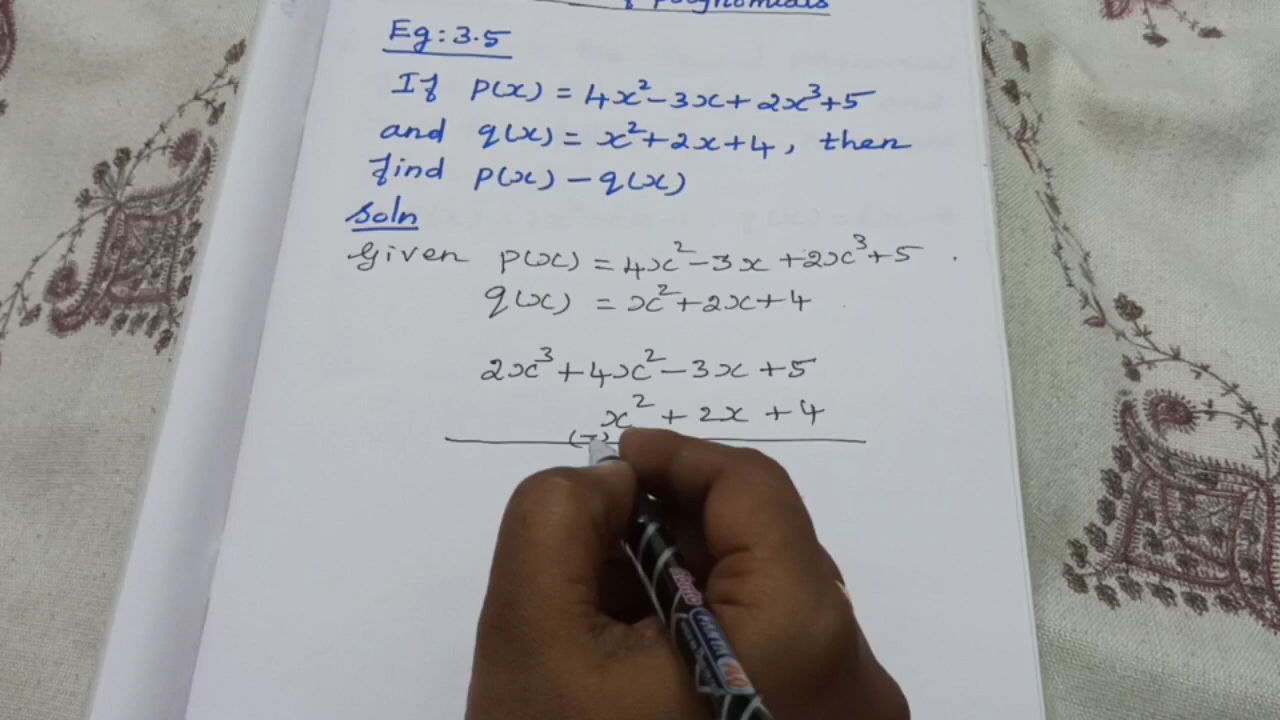 polynomials
Eg: 3.5
If p(x) = 4x² - 3x + 2x³ + 5
and q(x) = x² + 2x + 4, then
find p(x) - q(x)
Soln
Given p(x) = 4x² - 3x + 2x³ + 5 .
q(x) = x² + 2x + 4
2x³ + 4x² - 3x + 5
x² + 2x + 4
(-)